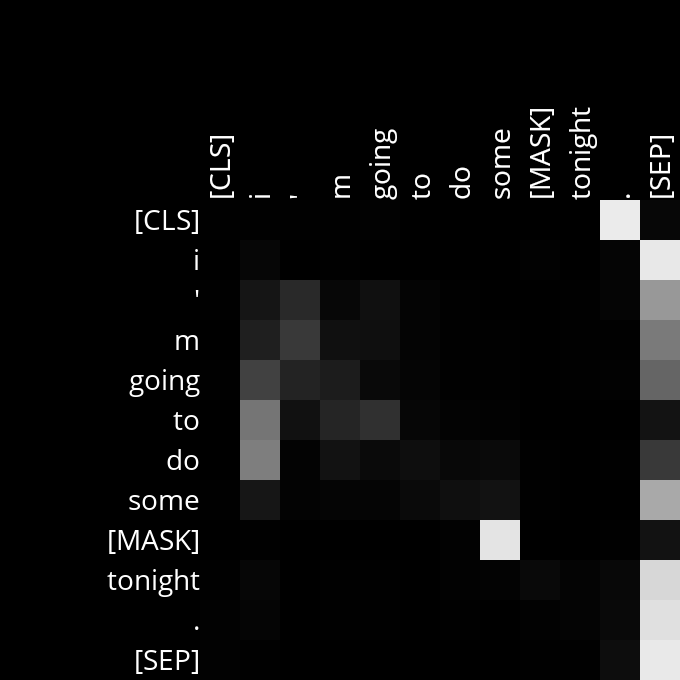 [CLS] i ' m going to do some [MASK] tonight . [SEP]
[CLS]
i
'
m
going
to
do
some
[MASK]
tonight
.
[SEP]